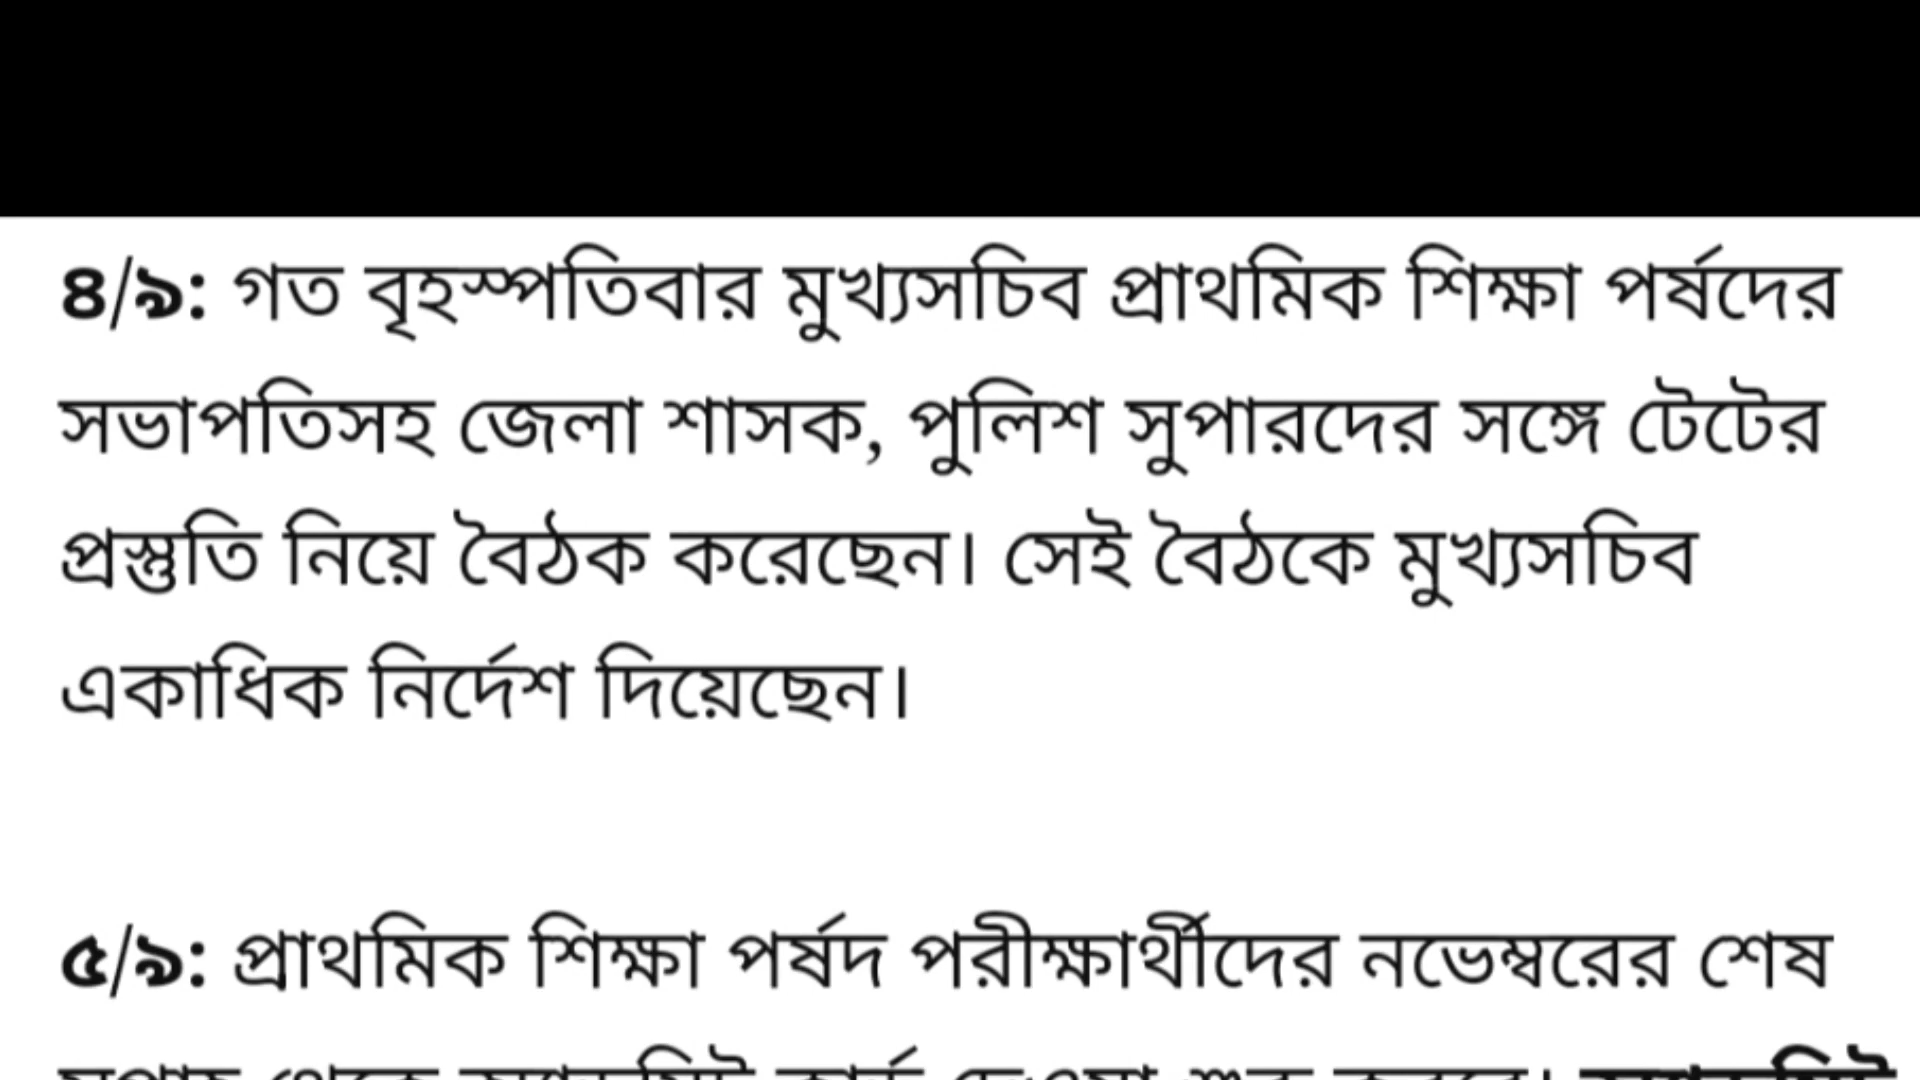 ৪/৯: গত বৃহস্পতিবার মুখ্যসচিব প্রাথমিক শিক্ষা পর্ষদের
সভাপতিসহ জেলা শাসক, পুলিশ সুপারদের সঙ্গে টেটের
প্রস্তুতি নিয়ে বৈঠক করেছেন। সেই বৈঠকে মুখ্যসচিব
একাধিক নির্দেশ দিয়েছেন।
৫/৯: প্রাথমিক শিক্ষা পর্ষদ পরীক্ষার্থীদের নভেম্বরের শেষ